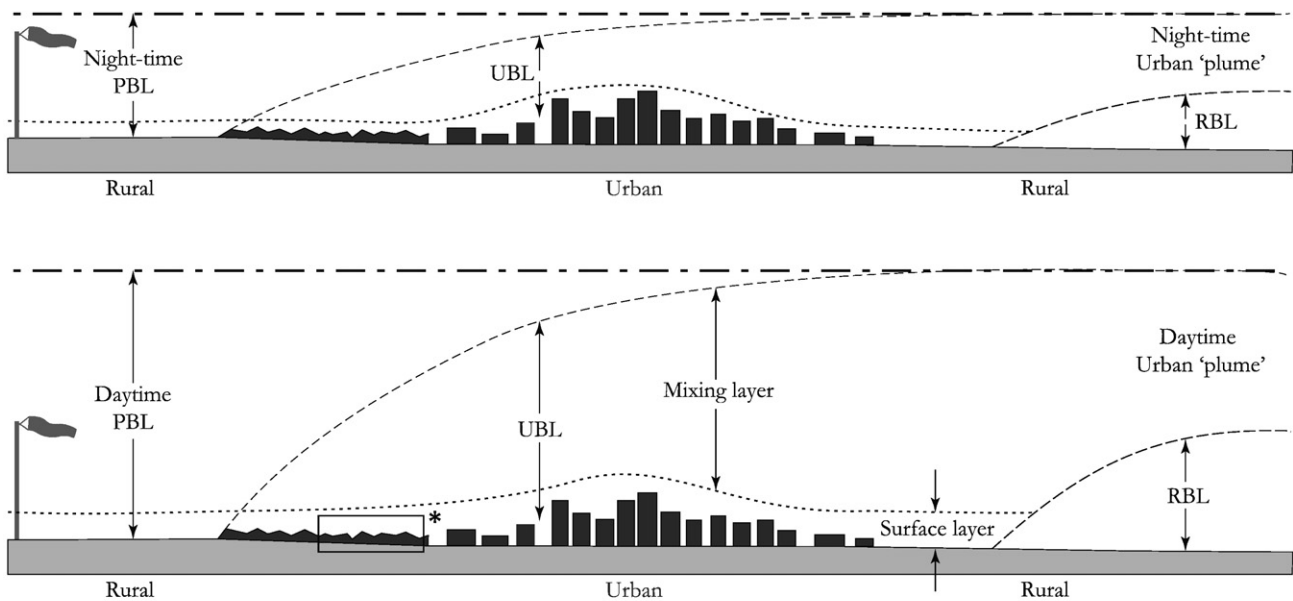 Night-time
PBL
UBL
Night-time
Urban ‘plume’
RBL
Rural
Urban
Rural
Daytime
PBL
UBL
Mixing layer
Daytime
Urban ‘plume’
RBL
*
Surface layer
Rural
Urban
Rural